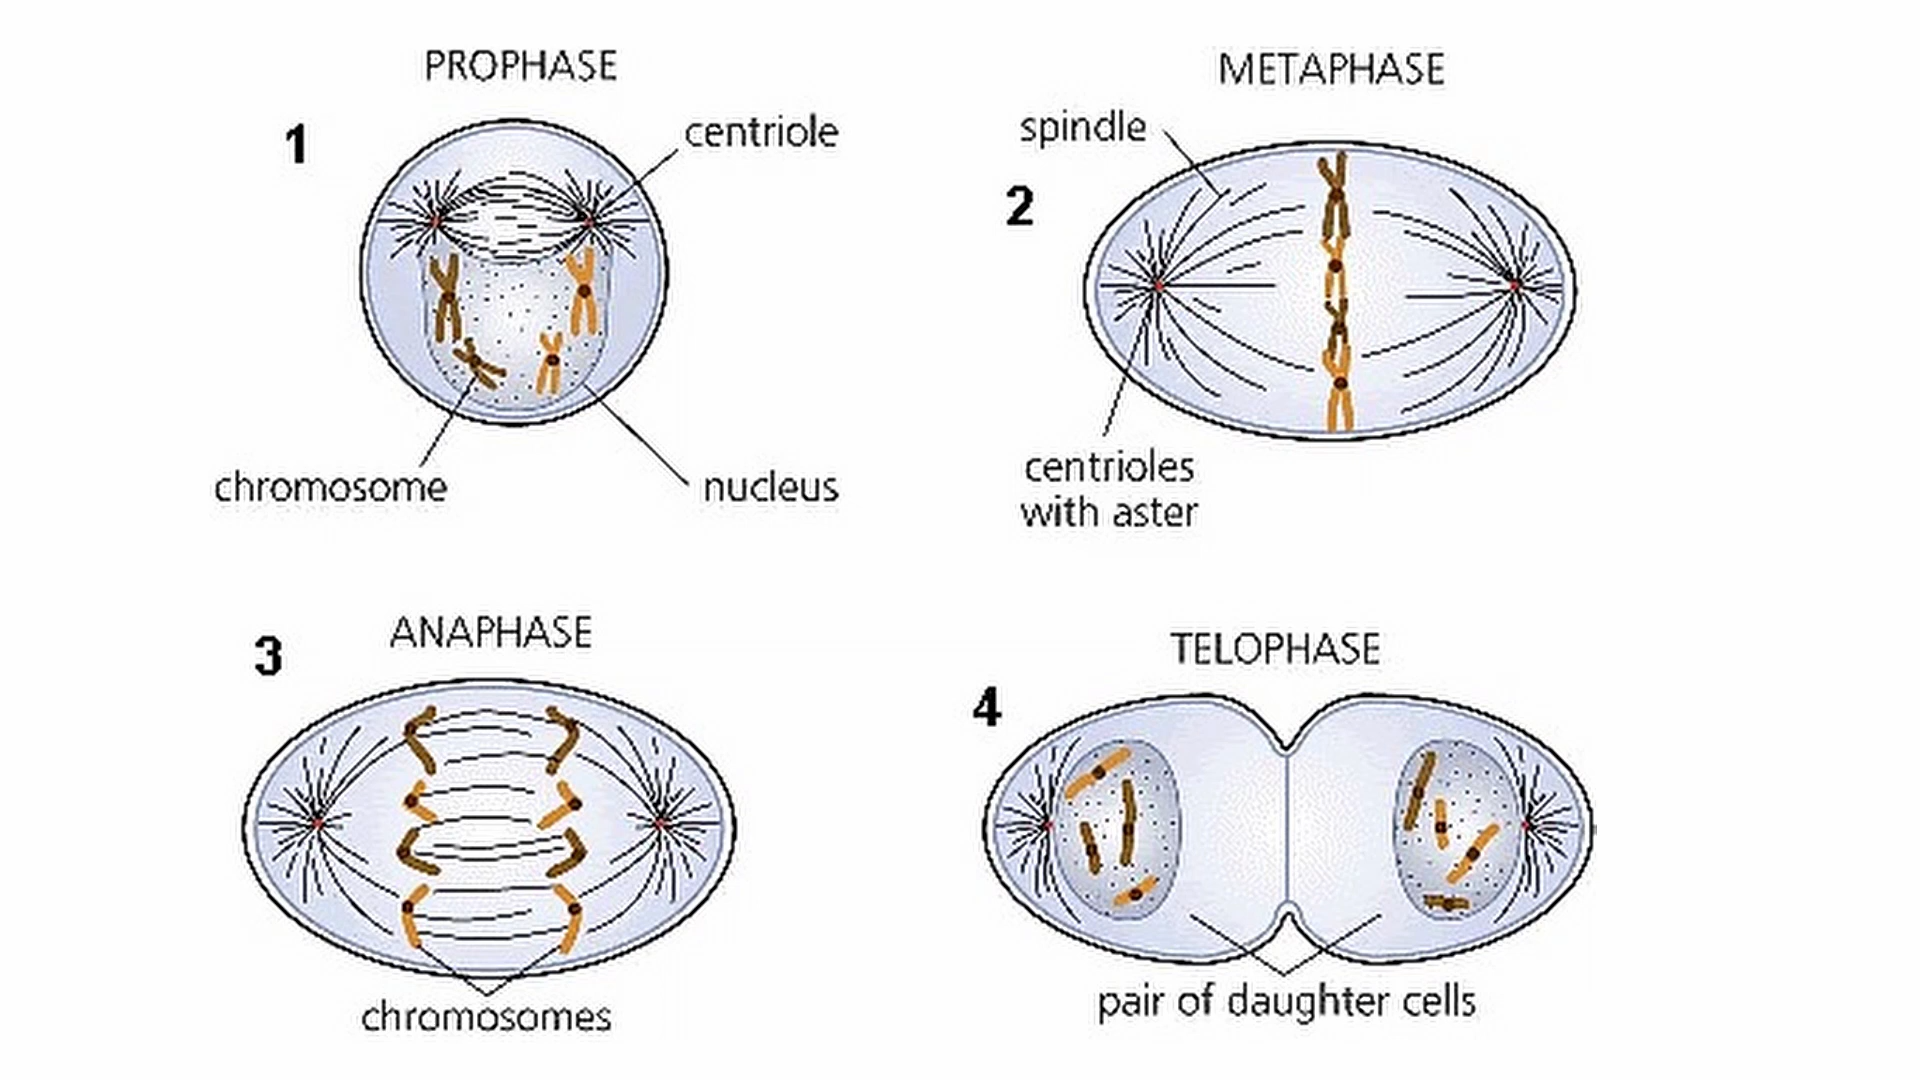 PROPHASE
1
centriole
chromosome
nucleus
METAPHASE
spindle
2
centrioles
with aster
ANAPHASE
3
chromosomes
TELOPHASE
4
pair of daughter cells